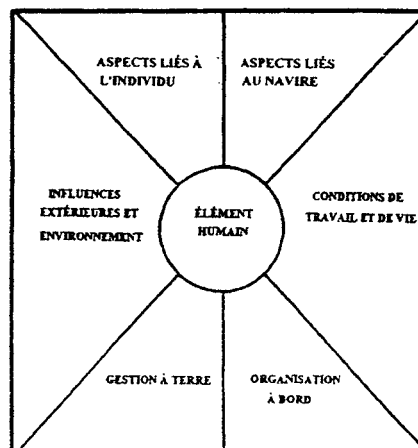 ASPECTS LIÉS À
L'INDIVIDU
ASPECTS LIÉS
AU NAVIRE
INFLUENCES
EXTÉRIEURES ET
ENVIRONNEMENT
ÉLÉMENT
HUMAIN
CONDITIONS DE
TRAVAIL ET DE VIE
GESTION À TERRE
ORGANISATION
À BORD